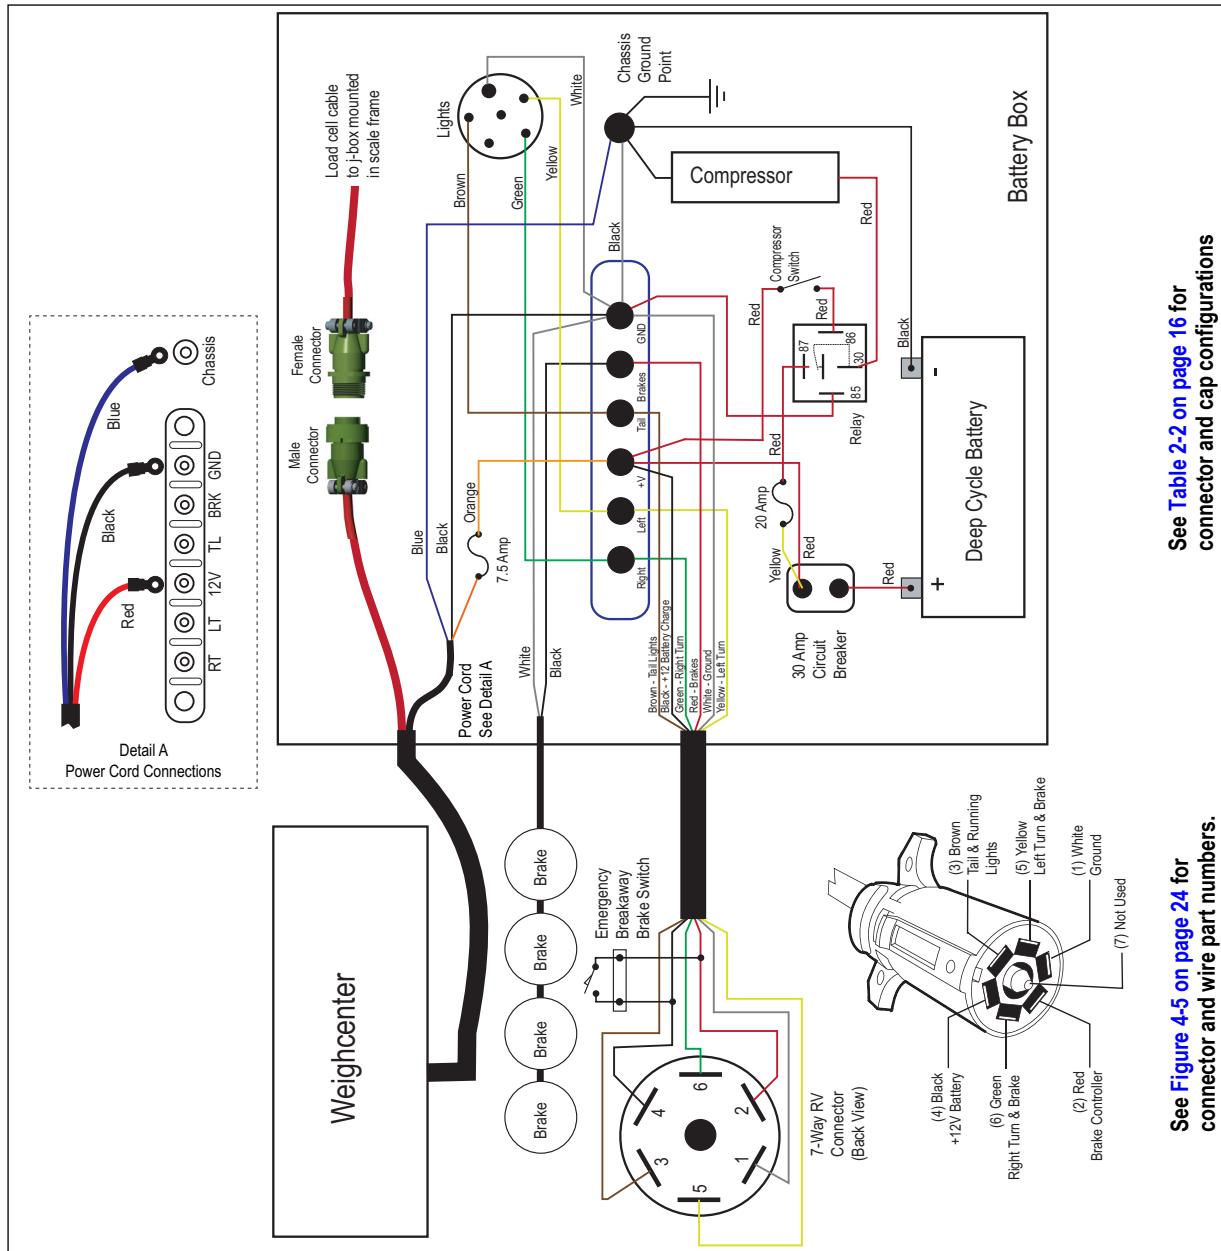 Load cell cable
to j-box mounted
in scale frame
Female
Connector
Male
Connector
Blue
Black
Red
Chassis
GND
BRK
TL
12V
LT
RT
Detail A
Power Cord Connections
Lights
White
Brown
Green
Yellow
Chassis
Ground
Point
Compressor
Battery Box
Black
Red
Compressor
Switch
Red
Red
87
86
30
85
Relay
Black
Blue
Black
Orange
7.5 Amp
GND
Brakes
Tail
+V
Left
Right
Red
20 Amp
Yellow
Red
Red
30 Amp
Circuit
Breaker
-
+
Deep Cycle Battery
White
Black
Power Cord
See Detail A
Brown - Tail Lights
Black - +12 Battery Charge
Green - Right Turn
Red - Brakes
White - Ground
Yellow - Left Turn
Weighcenter
Brake
Brake
Brake
Brake
Emergency
Breakaway
Brake Switch
6
4
2
3
1
5
7-Way RV
Connector
(Back View)
(3) Brown
Tail & Running
Lights
(5) Yellow
Left Turn & Brake
(1) White
Ground
(7) Not Used
(4) Black
+12V Battery
(6) Green
Right Turn & Brake
(2) Red
Brake Controller
See Table 2-2 on page 16 for
connector and cap configurations
See Figure 4-5 on page 24 for
connector and wire part numbers.